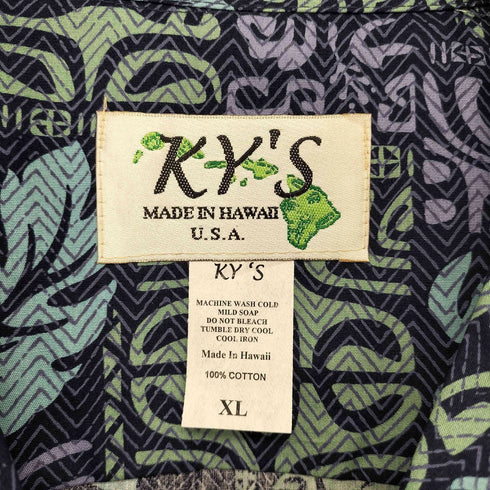 KY'S
MADE IN HAWAII
U.S.A.
KY 'S
MACHINE WASH COLD
MILD SOAP
DO NOT BLEACH
TUMBLE DRY COOL
COOL IRON
Made In Hawaii
100% COTTON
XL